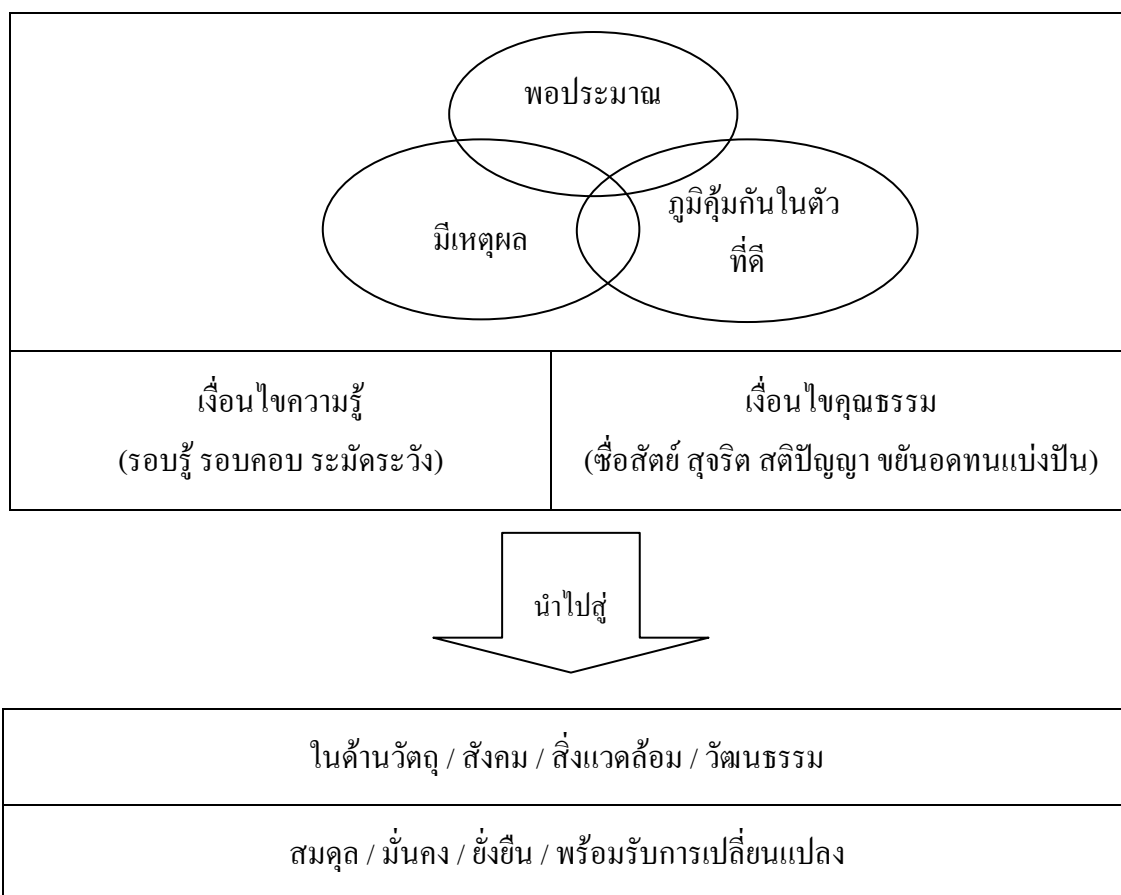 พอประมาณ
มีเหตุผล
ภูมิคุ้มกันในตัว
ที่ดี
เงื่อนไขความรู้
(รอบรู้ รอบคอบ ระมัดระวัง)
เงื่อนไขคุณธรรม
(ซื่อสัตย์ สุจริต สติปัญญา ขยันอดทนแบ่งปัน)
นำไปสู่
ในด้านวัตถุ / สังคม / สิ่งแวดล้อม / วัฒนธรรม
สมดุล / มั่นคง / ยั่งยืน / พร้อมรับการเปลี่ยนแปลง